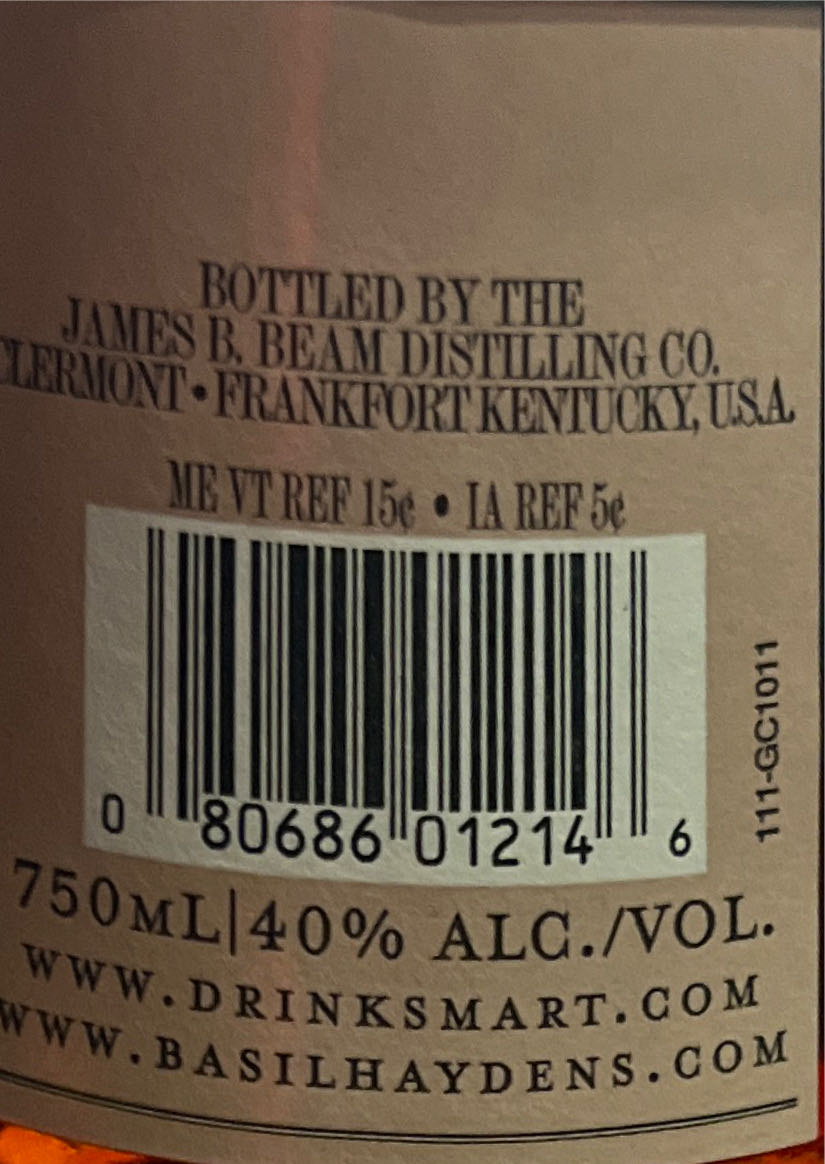 BOTTLED BY THE
JAMES B. BEAM DISTILLING CO.
CLERMONT • FRANKFORT KENTUCKY, U.S.A.
ME VT REF 15¢ • IA REF 5¢
0 80686 01214 6
111-GC1011
750ML|40% ALC./VOL.
WWW.DRINKSMART.COM
WWW.BASILHAYDENS.COM